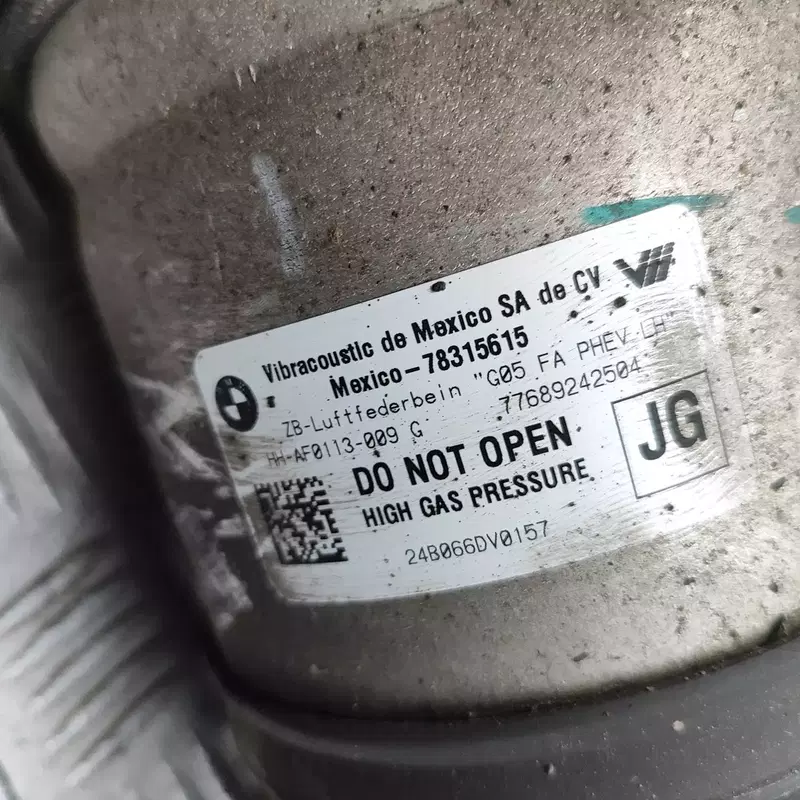 Vibracoustic de Mexico SA de CV
Mexico-78315615
ZB-Luftfederbein "G05 FA PHEV LH"
HH-AF0113-009 G 77689242504
DO NOT OPEN
HIGH GAS PRESSURE
JG
24B066DV0157